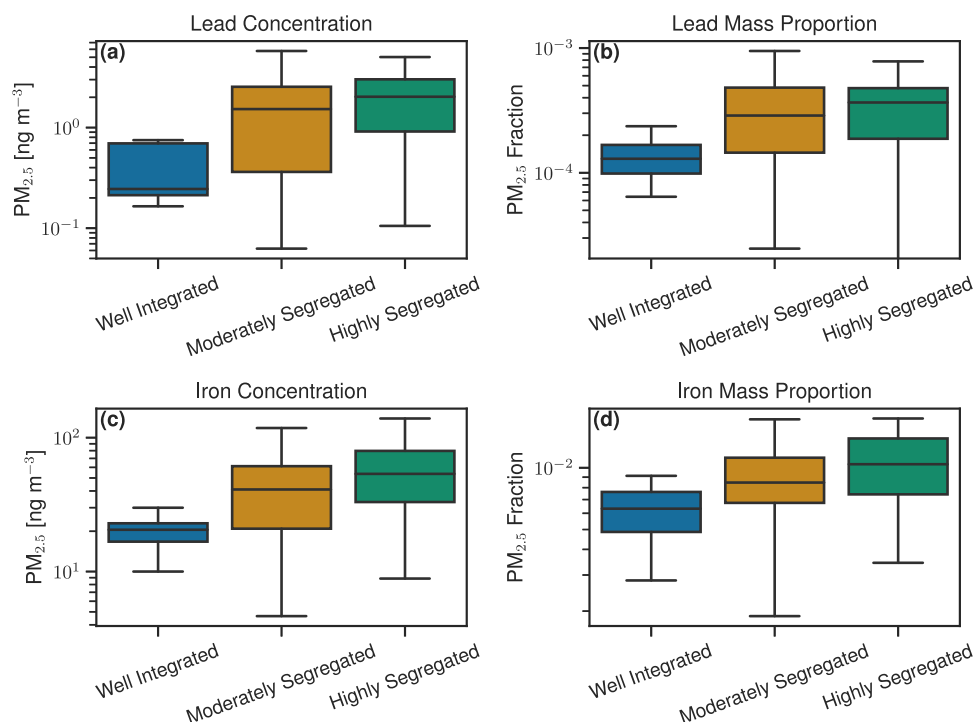 Lead Concentration
(a)
PM2.5 [ng m−3]
10^0
10^−1
Well Integrated
Moderately Segregated
Highly Segregated
Lead Mass Proportion
(b)
PM2.5 Fraction
10^−3
10^−4
Well Integrated
Moderately Segregated
Highly Segregated
Iron Concentration
(c)
PM2.5 [ng m−3]
10^2
10^1
Well Integrated
Moderately Segregated
Highly Segregated
Iron Mass Proportion
(d)
PM2.5 Fraction
10^−2
Well Integrated
Moderately Segregated
Highly Segregated